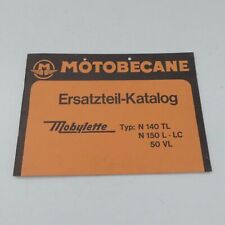 M MOTOBECANE
Ersatzteil-Katalog
Mobylette Typ: N 140 TL
N 150 L - LC
50 VL